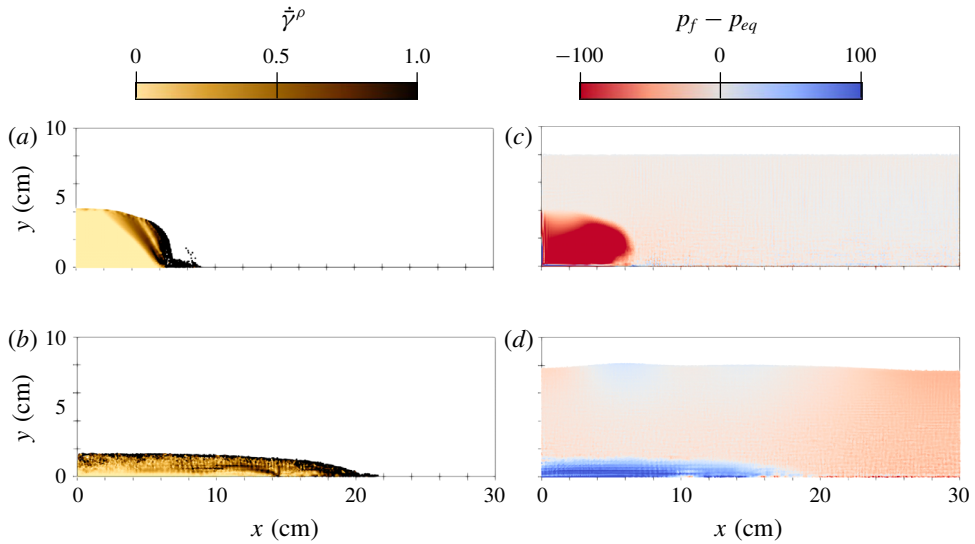 γ̄̇^ρ
p_f − p_eq
0 0.5 1.0
−100 0 100
(a) 10 (c)
y (cm) 5
0
(b) 10 (d)
y (cm) 5
0
0 10 20 30 0 10 20 30
x (cm) x (cm)